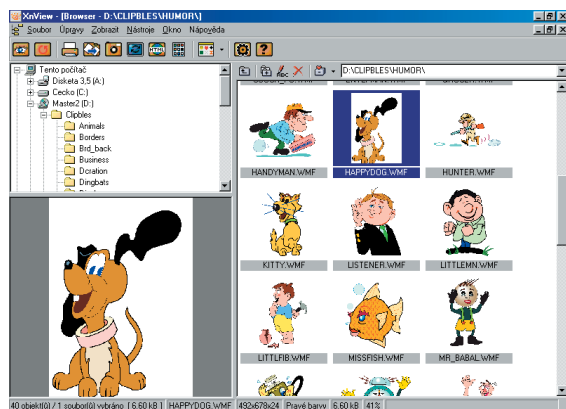 XnView - [Browser - D:\CLIPBLES\HUMOR\]
Soubor Úpravy Zobrazit Nástroje Okno Nápověda
Tento počítač
Disketa 3,5 (A:)
Cecko (C:)
Master2 (D:)
Clipbles
Animals
Borders
Brd_back
Business
Dcration
Dingbats
D:\CLIPBLES\HUMOR\
HANDYMAN.WMF HAPPYDOG.WMF HUNTER.WMF
KITTY.WMF LISTENER.WMF LITTLEMN.WMF
LITTLFIB.WMF MISSFISH.WMF MR_BABAL.WMF
40 objekt(ů) / 1 soubor(ů) vybráno [ 6.60 kB ] HAPPYDOG.WMF 492x678x24 Pravé barvy 6.60 kB 41%